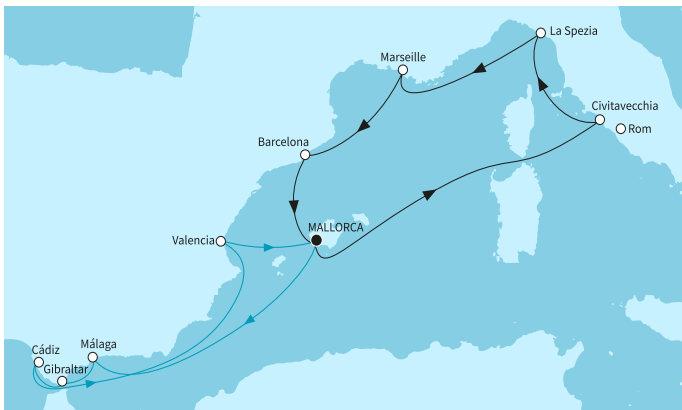 La Spezia
Marseille
Civitavecchia
Rom
Barcelona
MALLORCA
Valencia
Málaga
Cádiz
Gibraltar